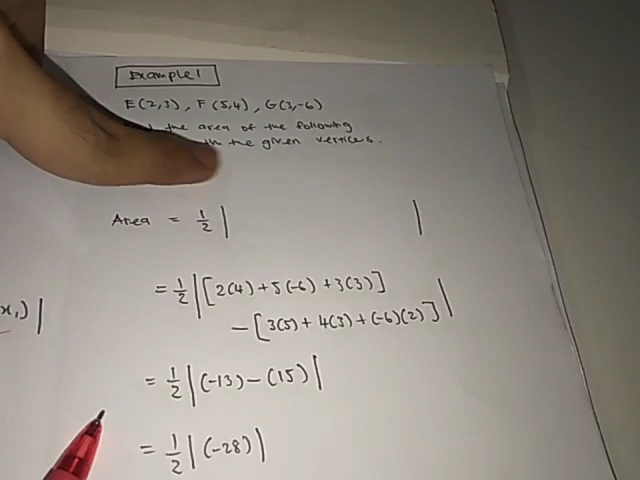 Example 1
E(2,3), F(5,4), G(3,-6)
the area of the following
the given vertices.
Area = 1/2 | |
= 1/2 | [2(4) + 5(-6) + 3(3)]
- [3(5) + 4(3) + (-6)(2)] |
x₁) |
= 1/2 | (-13) - (15) |
= 1/2 | (-28) |